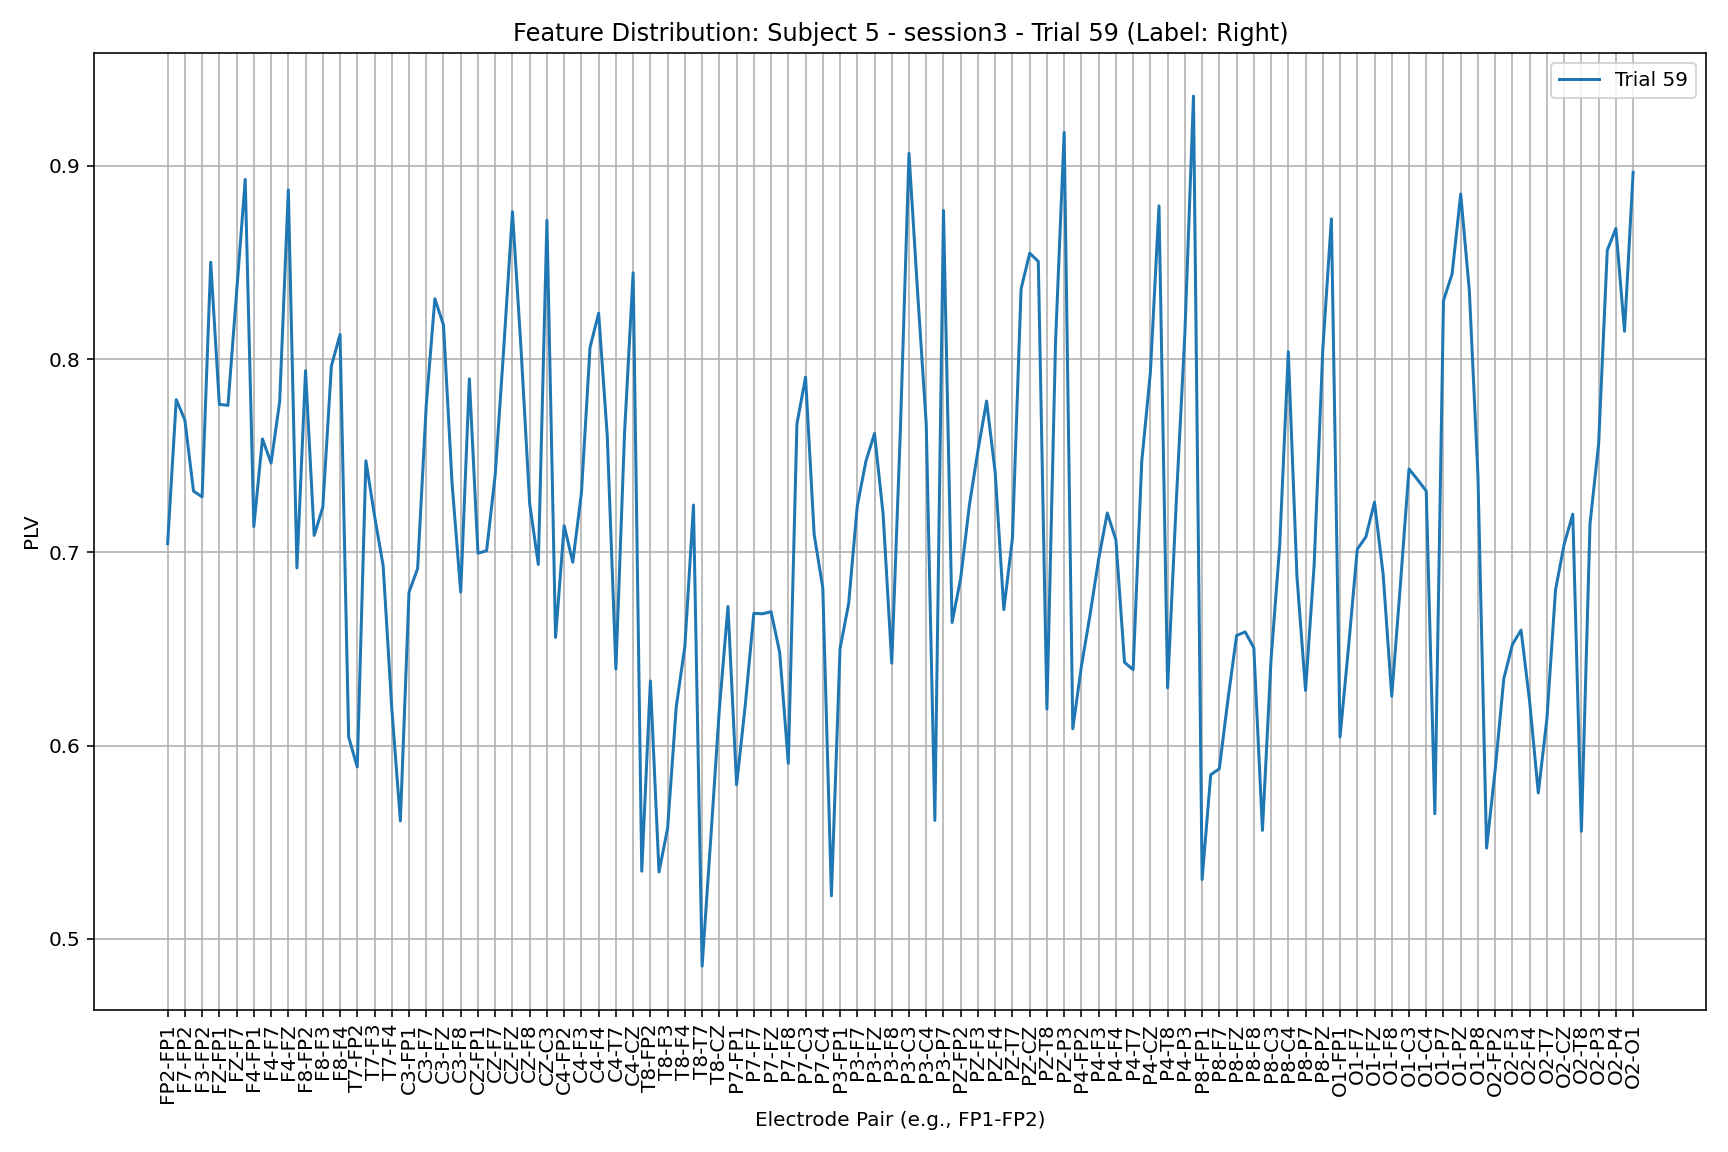 Feature Distribution: Subject 5 - session3 - Trial 59 (Label: Right)
Trial 59
PLV
0.9
0.8
0.7
0.6
0.5
FP2-FP1
F7-FP2
F3-FP2
FZ-FP1
FZ-F7
F4-FP1
F4-F7
F4-FZ
F8-FP2
F8-F3
F8-F4
T7-FP2
T7-F3
T7-F4
C3-FP1
C3-F7
C3-FZ
C3-F8
CZ-FP1
CZ-F7
CZ-FZ
CZ-F8
CZ-C3
C4-FP2
C4-F3
C4-F4
C4-T7
C4-CZ
T8-FP2
T8-F3
T8-F4
T8-T7
T8-CZ
P7-FP1
P7-F7
P7-FZ
P7-F8
P7-C3
P7-C4
P3-FP1
P3-F7
P3-FZ
P3-F8
P3-C3
P3-C4
P3-P7
PZ-FP2
PZ-F3
PZ-F4
PZ-T7
PZ-CZ
PZ-T8
PZ-P3
P4-FP2
P4-F3
P4-F4
P4-T7
P4-CZ
P4-T8
P4-P3
P8-FP1
P8-F7
P8-FZ
P8-F8
P8-C3
P8-C4
P8-P7
P8-PZ
O1-FP1
O1-F7
O1-FZ
O1-F8
O1-C3
O1-C4
O1-P7
O1-PZ
O1-P8
O2-FP2
O2-F3
O2-F4
O2-T7
O2-CZ
O2-T8
O2-P3
O2-P4
O2-O1
Electrode Pair (e.g., FP1-FP2)